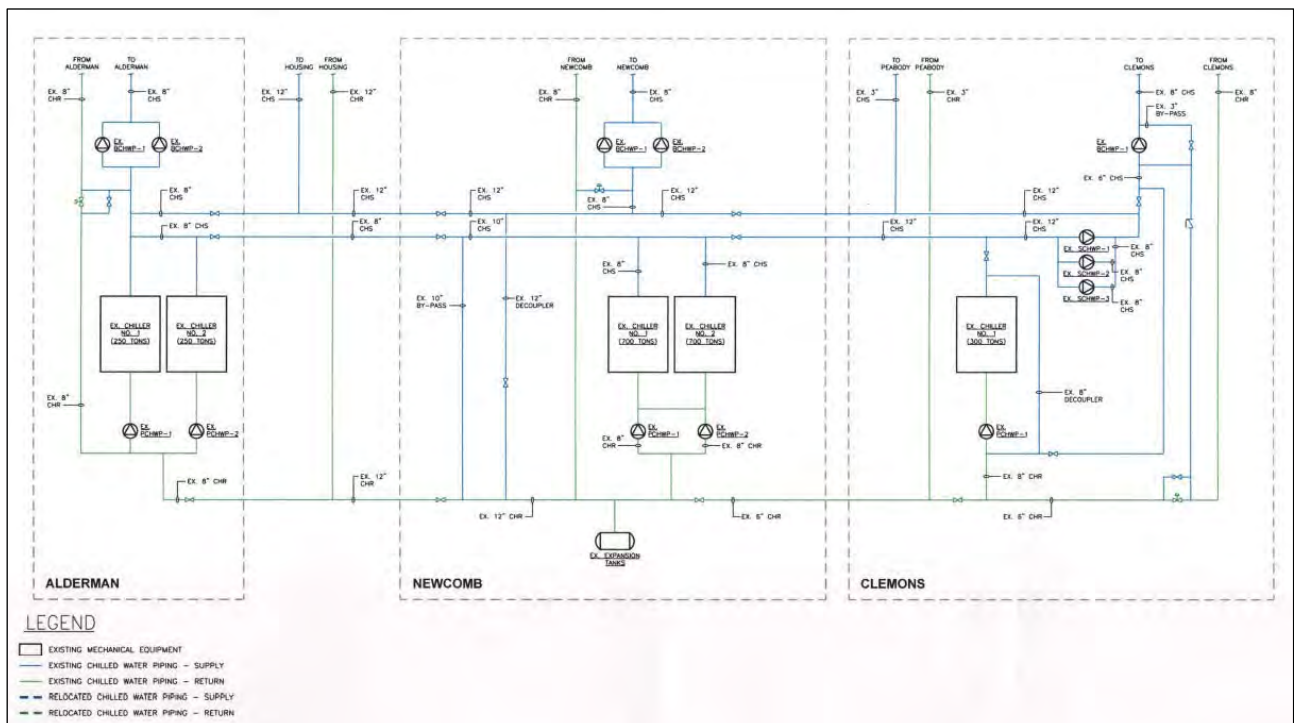 FROM
ALDERMAN
TO
ALDERMAN
TO
HOUSING
FROM
HOUSING
FROM
NEWCOMB
TO
NEWCOMB
TO
PEABODY
FROM
PEABODY
TO
CLEMONS
FROM
CLEMONS
EX. 8"
CHR
EX. 8"
CHS
EX. 12"
CHS
EX. 12"
CHR
EX. 8"
CHR
EX. 8"
CHS
EX. 3"
CHS
EX. 3"
CHR
EX. 8" CHS
EX. 3"
BY-PASS
EX. 8"
CHR
EX.
BCHWP-1
EX.
BCHWP-2
EX.
BCHWP-1
EX.
BCHWP-2
EX.
BCHWP-1
EX. 6"
CHS
EX. 8"
CHS
EX. 12"
CHS
EX. 12"
CHS
EX. 8"
CHS
EX. 12"
CHS
EX. 12"
CHS
EX. 8" CHS
EX. 8"
CHS
EX. 10"
CHS
EX. 12"
CHS
EX. 12"
CHS
EX. SCHWP-1
EX. SCHWP-2
EX. SCHWP-3
EX. 8"
CHS
EX. 8"
CHS
EX. 8"
CHS
EX. 8"
CHS
EX. 8" CHS
EX. 10"
BY-PASS
EX. 12"
DECOUPLER
EX. CHILLER
NO. 1
(250 TONS)
EX. CHILLER
NO. 2
(250 TONS)
EX. CHILLER
NO. 1
(700 TONS)
EX. CHILLER
NO. 2
(700 TONS)
EX. CHILLER
NO. 1
(300 TONS)
EX. 8"
DECOUPLER
EX. 8"
CHR
EX.
PCHWP-1
EX.
PCHWP-2
EX. 8"
CHR
EX.
PCHWP-1
EX.
PCHWP-2
EX. 8" CHR
EX.
PCHWP-1
EX. 8" CHR
EX. 8" CHR
EX. 12"
CHR
EX. 12" CHR
EX. 6" CHR
EX. 6" CHR
EX. EXPANSION
TANKS
ALDERMAN
NEWCOMB
CLEMONS
LEGEND
EXISTING MECHANICAL EQUIPMENT
EXISTING CHILLED WATER PIPING - SUPPLY
EXISTING CHILLED WATER PIPING - RETURN
RELOCATED CHILLED WATER PIPING - SUPPLY
RELOCATED CHILLED WATER PIPING - RETURN